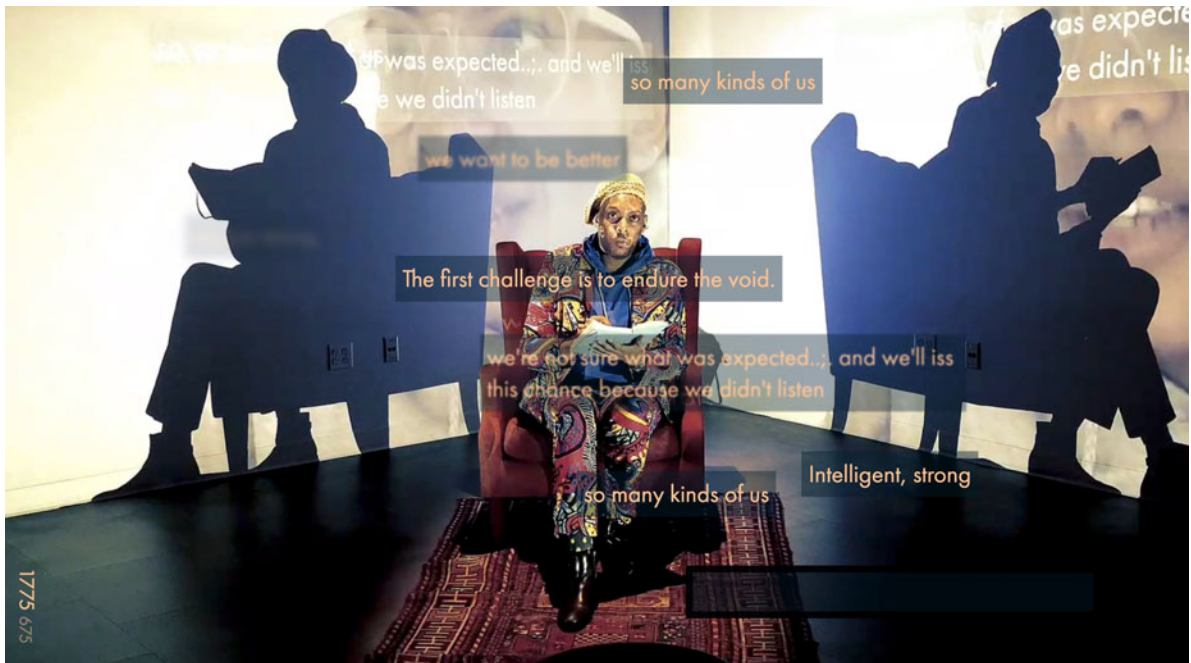 was expected..;. and we'll iss
we didn't listen
was expecte
we didn't lis
so many kinds of us
we want to be better
The first challenge is to endure the void.
we're not sure what was expected..;. and we'll iss
this chance because we didn't listen
Intelligent, strong
so many kinds of us
1775 675